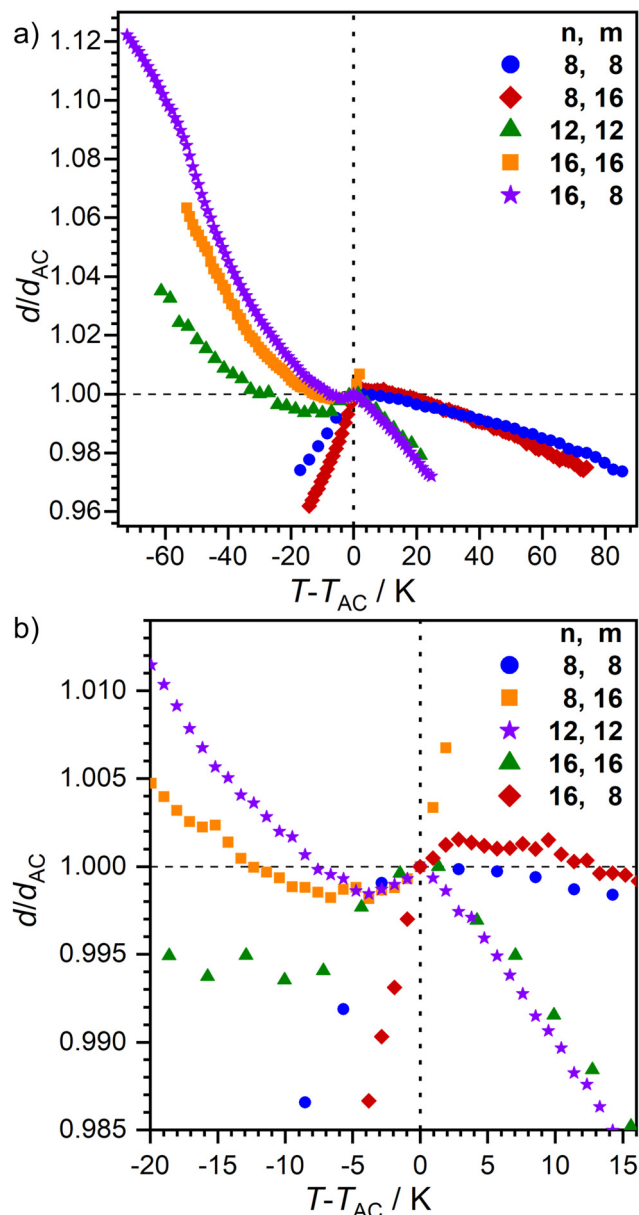 a)
n, m
8, 8
8, 16
12, 12
16, 16
16, 8
1.12
1.10
1.08
1.06
1.04
1.02
1.00
0.98
0.96
d/dAC
-60 -40 -20 0 20 40 60 80
T-TAC / K
b)
n, m
8, 8
8, 16
12, 12
16, 16
16, 8
1.010
1.005
1.000
0.995
0.990
0.985
d/dAC
-20 -15 -10 -5 0 5 10 15
T-TAC / K